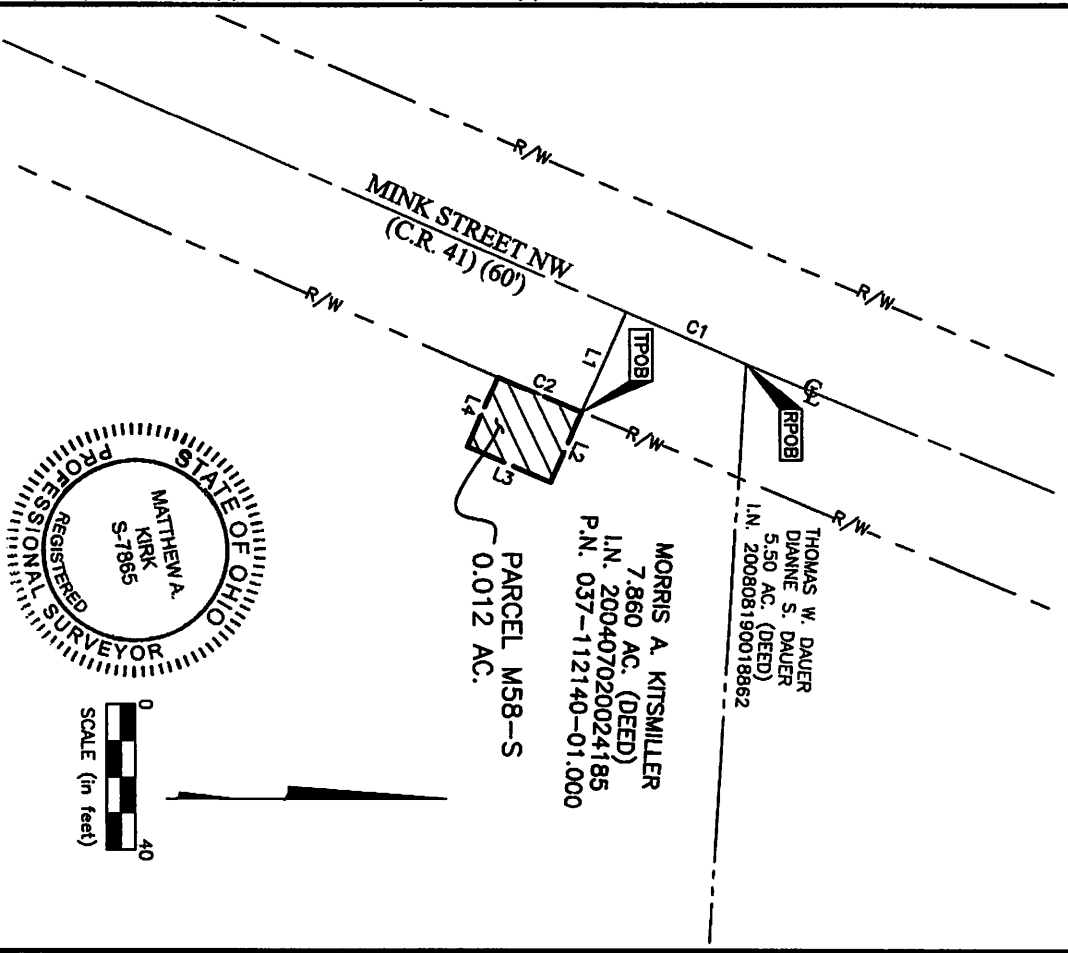 R/W
R/W
MINK STREET NW
(C.R. 41) (60')
R/W
R/W
R/W
C1
℄
RPOB
TPOB
L1
C2
L2
L3
L4
THOMAS W. DAUER
DIANNE S. DAUER
5.50 AC. (DEED)
I.N. 200808190018862
MORRIS A. KITSMILLER
7.860 AC. (DEED)
I.N. 200407020024185
P.N. 037-112140-01.000
PARCEL M58-S
0.012 AC.
STATE OF OHIO
MATTHEW A.
KIRK
S-7865
REGISTERED
PROFESSIONAL SURVEYOR
0 40
SCALE (in feet)